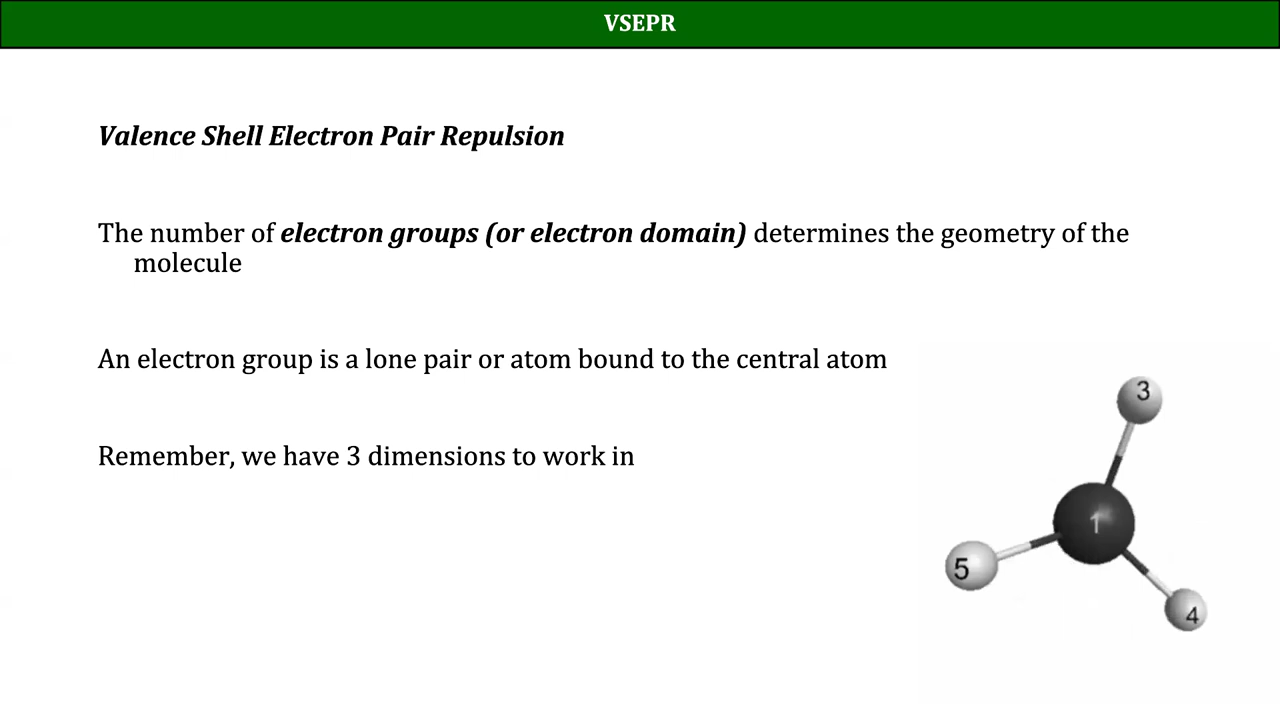 VSEPR
Valence Shell Electron Pair Repulsion
The number of electron groups (or electron domain) determines the geometry of the
molecule
An electron group is a lone pair or atom bound to the central atom
Remember, we have 3 dimensions to work in
3
1
5
4